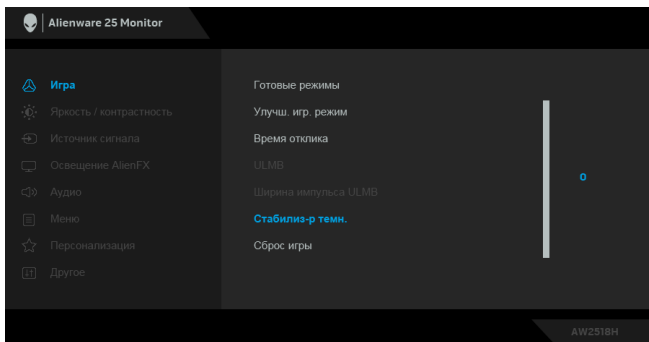 Alienware 25 Monitor
Игра
Яркость / контрастность
Источник сигнала
Освещение AlienFX
Аудио
Меню
Персонализация
Другое
Готовые режимы
Улучш. игр. режим
Время отклика
ULMB
Ширина импульса ULMB
Стабилиз-р темн.
Сброс игры
0
AW2518H